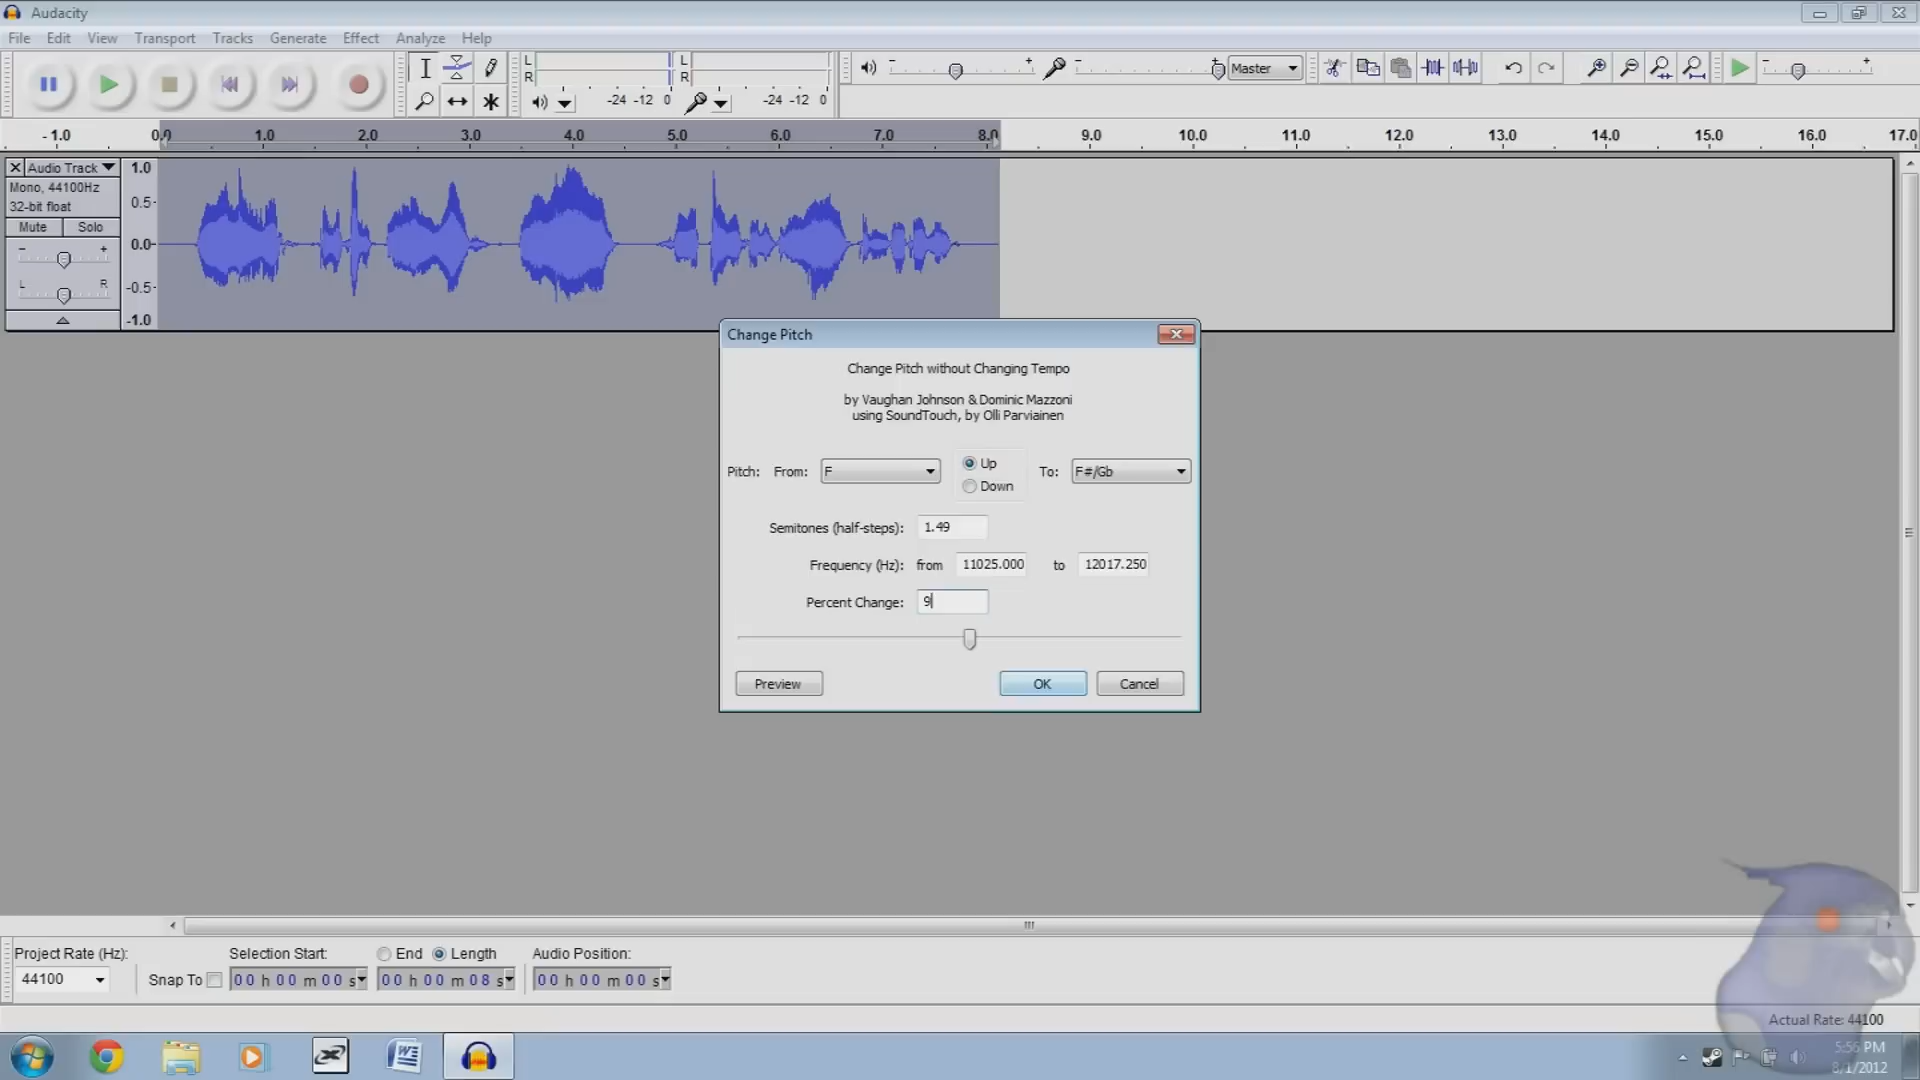 Audacity
File Edit View Transport Tracks Generate Effect Analyze Help
L L
R R
-24 -12 0 -24 -12 0
Master
- 1.0 0.0 1.0 2.0 3.0 4.0 5.0 6.0 7.0 8.0 9.0 10.0 11.0 12.0 13.0 14.0 15.0 16.0 17.0
Audio Track
Mono, 44100Hz
32-bit float
Mute Solo
L R
1.0
0.5
0.0
-0.5
-1.0
Change Pitch
Change Pitch without Changing Tempo
by Vaughan Johnson & Dominic Mazzoni
using SoundTouch, by Olli Parviainen
Pitch: From: F Up Down To: F#/Gb
Semitones (half-steps): 1.49
Frequency (Hz): from 11025.000 to 12017.250
Percent Change: 9
Preview OK Cancel
Project Rate (Hz): Selection Start: End Length Audio Position:
44100 Snap To 00 h 00 m 00 s 00 h 00 m 08 s 00 h 00 m 00 s
Actual Rate: 44100
5:56 PM
8/1/2012